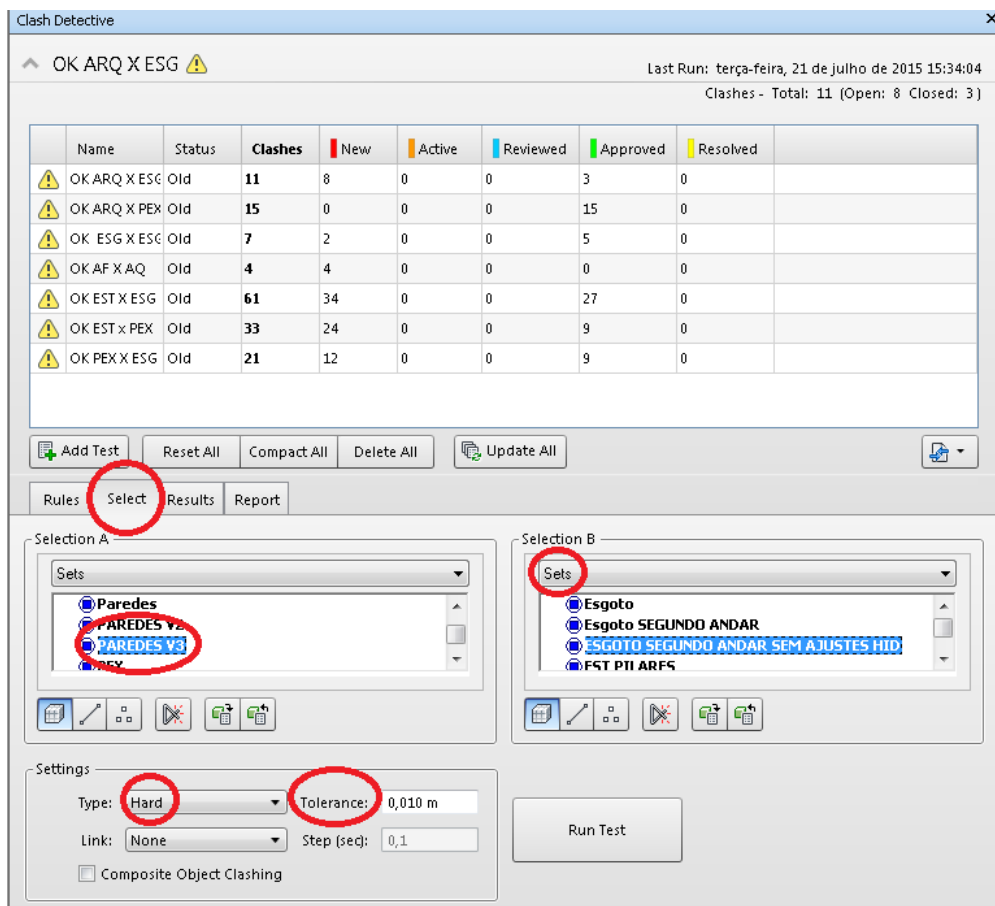 Clash Detective x
OK ARQ X ESG
Last Run: terça-feira, 21 de julho de 2015 15:34:04
Clashes - Total: 11 (Open: 8 Closed: 3)
Name Status Clashes New Active Reviewed Approved Resolved
OK ARQ X ESG Old 11 8 0 0 3 0
OK ARQ X PEX Old 15 0 0 0 15 0
OK ESG X ESG Old 7 2 0 0 5 0
OK AF X AQ Old 4 4 0 0 0 0
OK EST X ESG Old 61 34 0 0 27 0
OK EST x PEX Old 33 24 0 0 9 0
OK PEX X ESG Old 21 12 0 0 9 0
Add Test Reset All Compact All Delete All Update All
Rules Select Results Report
Selection A
Sets
Paredes
PAREDES V2
PAREDES V3
PEX
Selection B
Sets
Esgoto
Esgoto SEGUNDO ANDAR
ESGOTO SEGUNDO ANDAR SEM AJUSTES HID
EST PILARES
Settings
Type: Hard Tolerance: 0,010 m
Link: None Step (sec): 0,1
Composite Object Clashing
Run Test